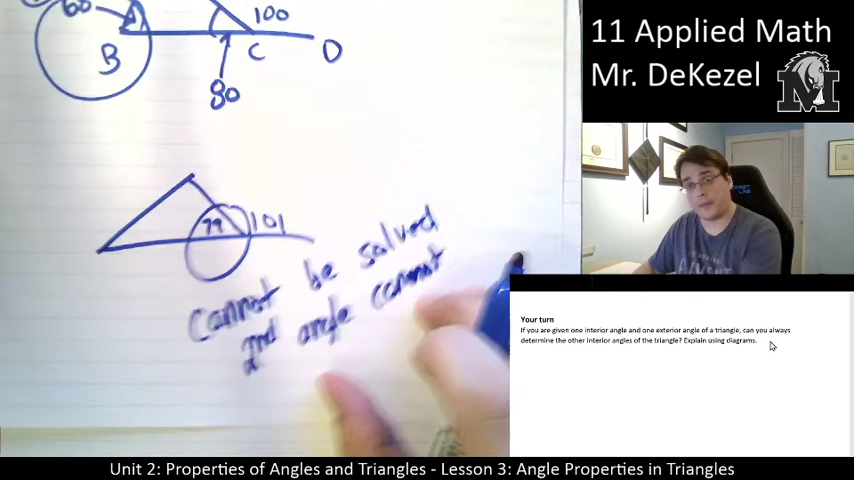 60
100
B
C
D
80
79
101
Cannot be solved
2nd angle cannot
11 Applied Math
Mr. DeKezel
M
Your turn
If you are given one interior angle and one exterior angle of a triangle, can you always
determine the other interior angles of the triangle? Explain using diagrams.
Unit 2: Properties of Angles and Triangles - Lesson 3: Angle Properties in Triangles